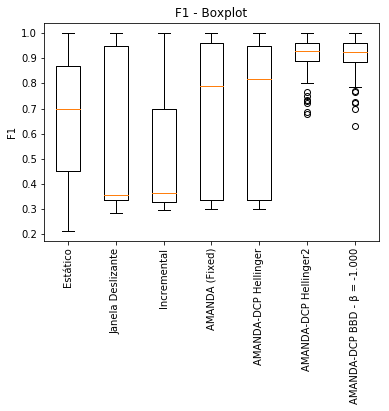 F1 - Boxplot
F1
1.0
0.9
0.8
0.7
0.6
0.5
0.4
0.3
0.2
Estático
Janela Deslizante
Incremental
AMANDA (Fixed)
AMANDA-DCP Hellinger
AMANDA-DCP Hellinger2
AMANDA-DCP BBD - β = -1.000